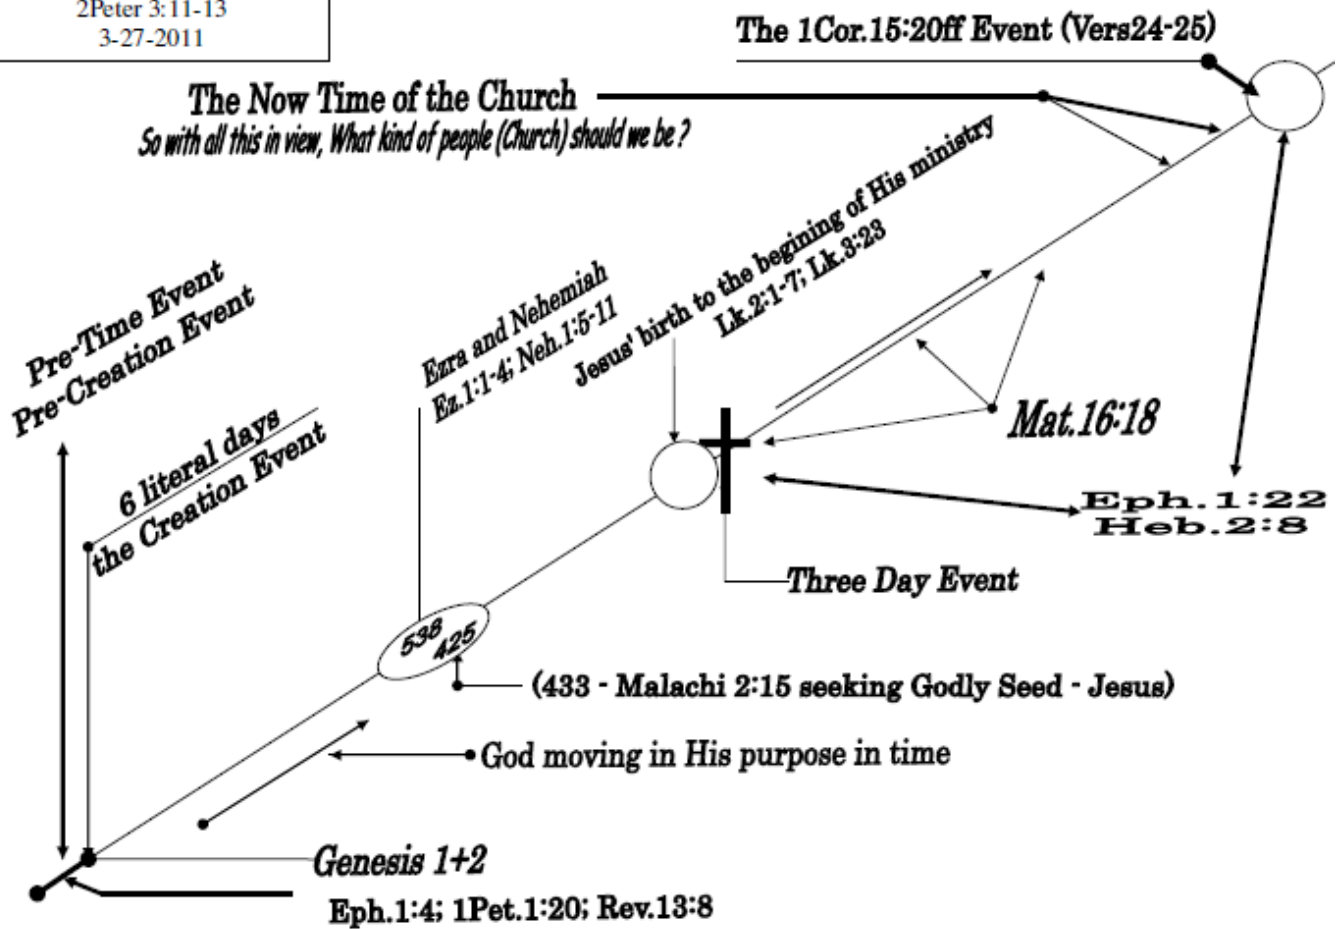 2Peter 3:11-13
3-27-2011
The 1Cor.15:20ff Event (Vers24-25)
The Now Time of the Church
So with all this in view, What kind of people (Church) should we be ?
Pre-Time Event
Pre-Creation Event
6 literal days
the Creation Event
Ezra and Nehemiah
Ez.1:1-4; Neh.1:5-11
Jesus' birth to the begining of His ministry
Lk.2:1-7; Lk.3:23
Mat.16:18
Eph.1:22
Heb.2:8
Three Day Event
538
425
(433 - Malachi 2:15 seeking Godly Seed - Jesus)
God moving in His purpose in time
Genesis 1+2
Eph.1:4; 1Pet.1:20; Rev.13:8